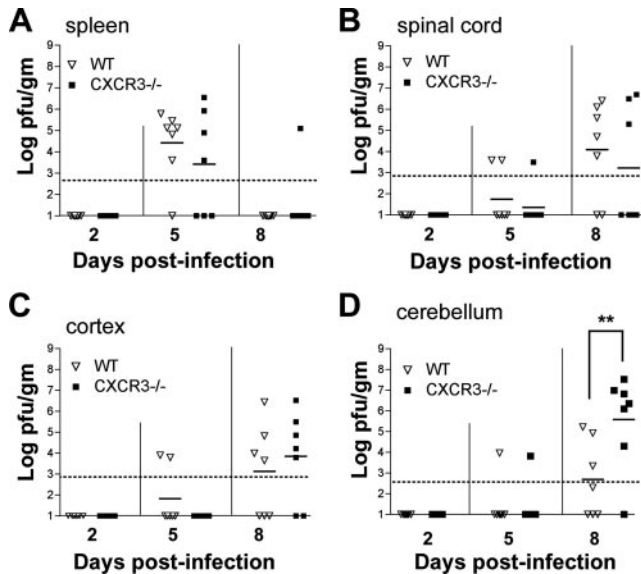 A spleen
Log pfu/gm
9
8
7
6
5
4
3
2
1
WT
CXCR3-/-
2 5 8
Days post-infection
B spinal cord
Log pfu/gm
9
8
7
6
5
4
3
2
1
WT
CXCR3-/-
2 5 8
Days post-infection
C cortex
Log pfu/gm
9
8
7
6
5
4
3
2
1
WT
CXCR3-/-
2 5 8
Days post-infection
D cerebellum
**
Log pfu/gm
9
8
7
6
5
4
3
2
1
WT
CXCR3-/-
2 5 8
Days post-infection